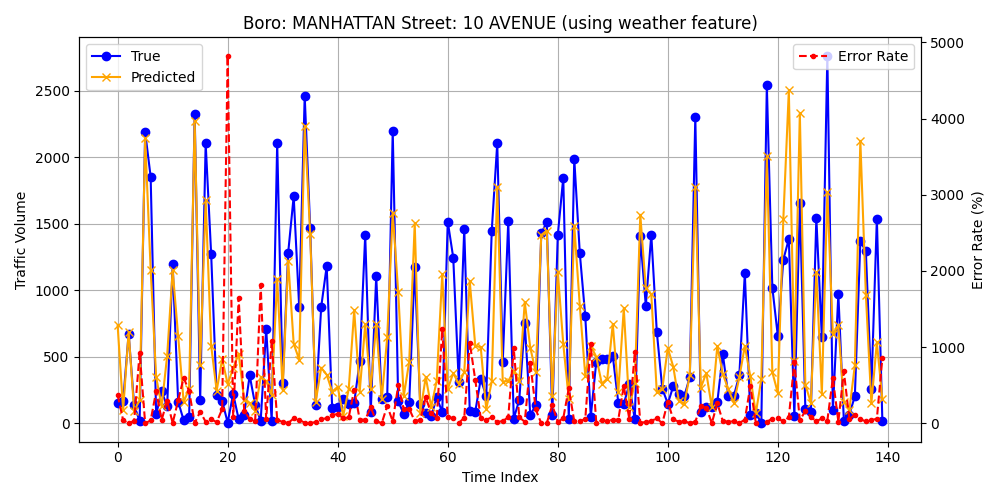 Boro: MANHATTAN Street: 10 AVENUE (using weather feature)
True
Predicted
Error Rate
Traffic Volume
0
500
1000
1500
2000
2500
Error Rate (%)
0
1000
2000
3000
4000
5000
0 20 40 60 80 100 120 140
Time Index